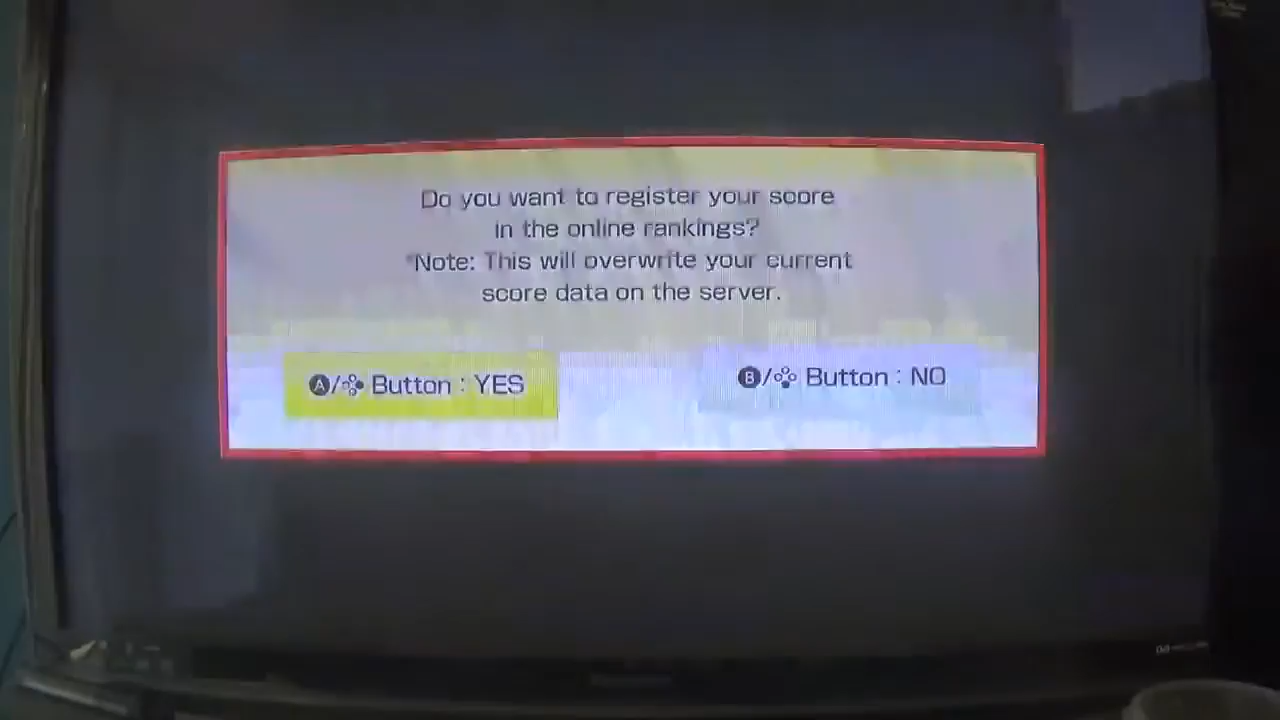 Do you want to register your score
in the online rankings?
*Note: This will overwrite your current
score data on the server.
A/ Button : YES
B/ Button : NO